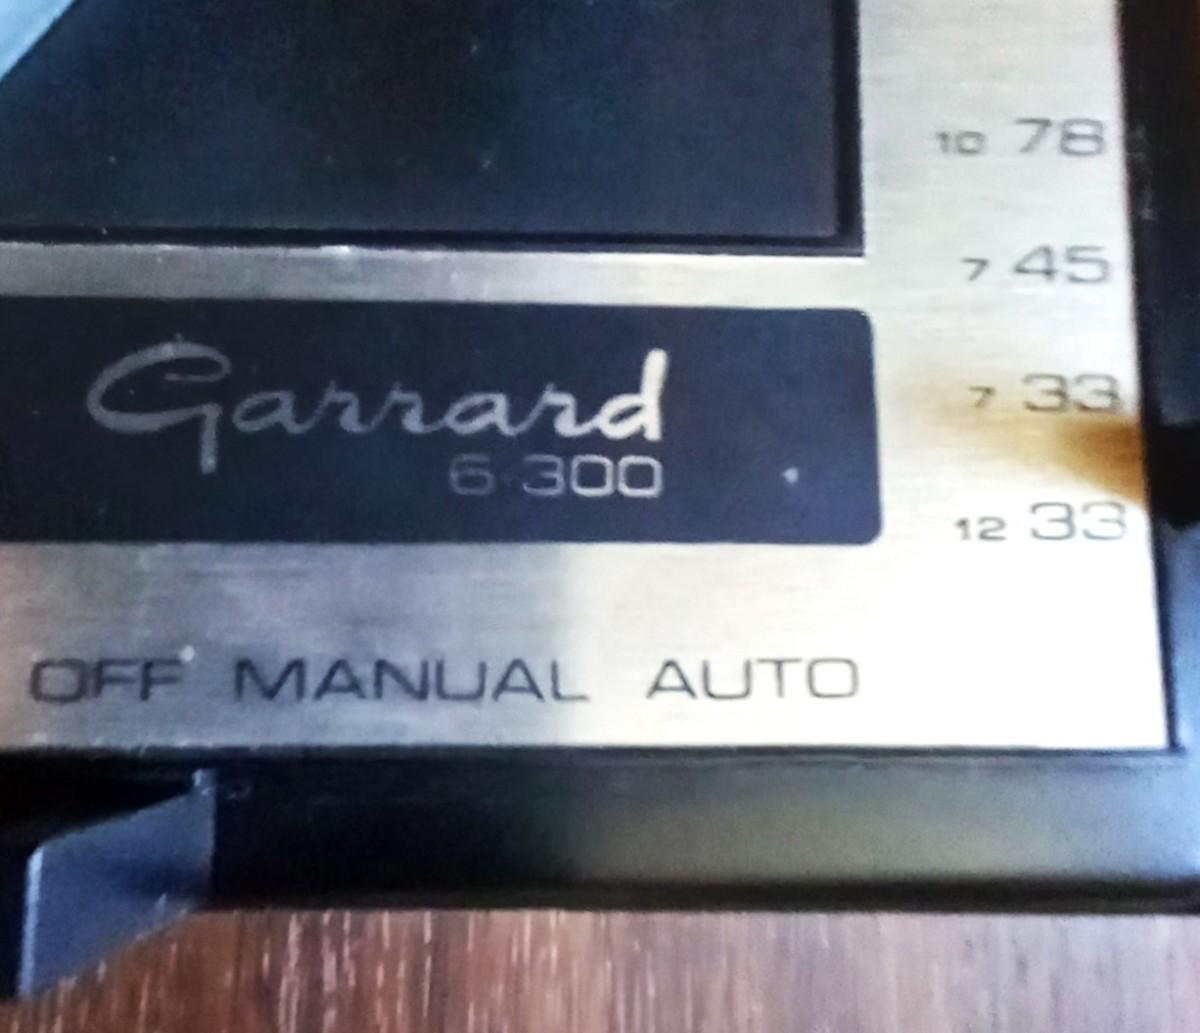 10 78
7 45
Garrard
6-300
7 33
12 33
OFF MANUAL AUTO